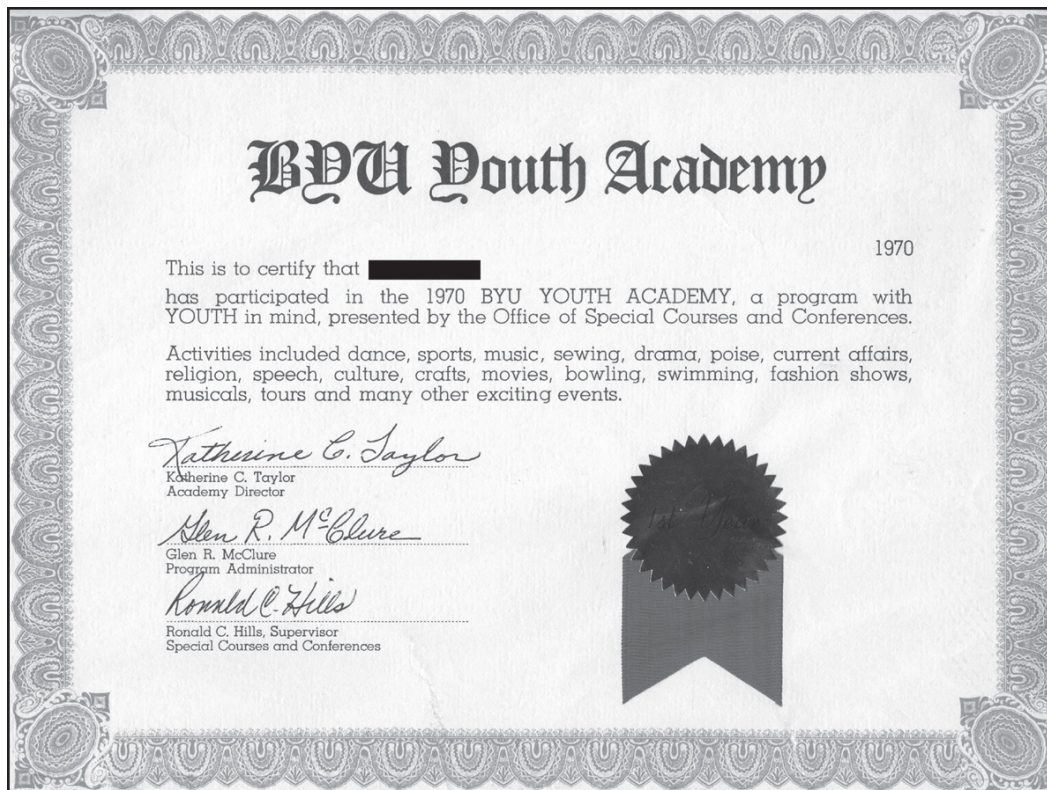 BYU Youth Academy
1970
This is to certify that
has participated in the 1970 BYU YOUTH ACADEMY, a program with
YOUTH in mind, presented by the Office of Special Courses and Conferences.
Activities included dance, sports, music, sewing, drama, poise, current affairs,
religion, speech, culture, crafts, movies, bowling, swimming, fashion shows,
musicals, tours and many other exciting events.
Katherine C. Taylor
Katherine C. Taylor
Academy Director
Glen R. McClure
Glen R. McClure
Program Administrator
Ronald C. Hills
Ronald C. Hills, Supervisor
Special Courses and Conferences
1st Year